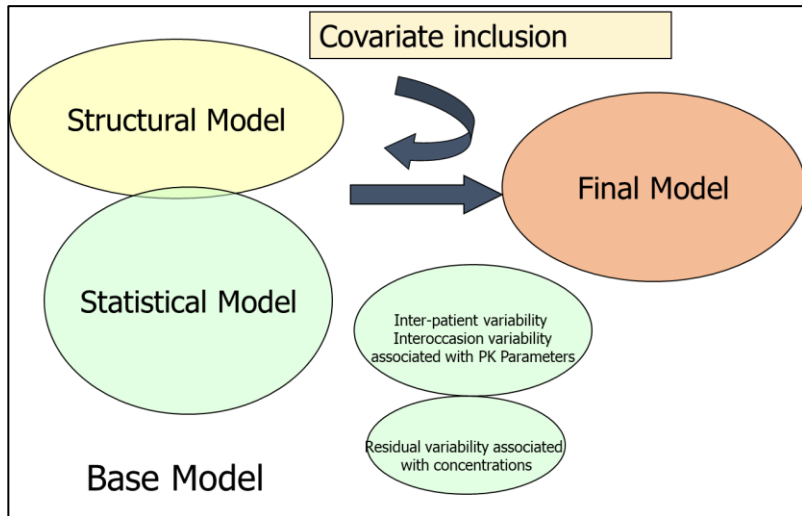 Covariate inclusion
Structural Model
Final Model
Statistical Model
Inter-patient variability
Interoccasion variability
associated with PK Parameters
Residual variability associated
with concentrations
Base Model